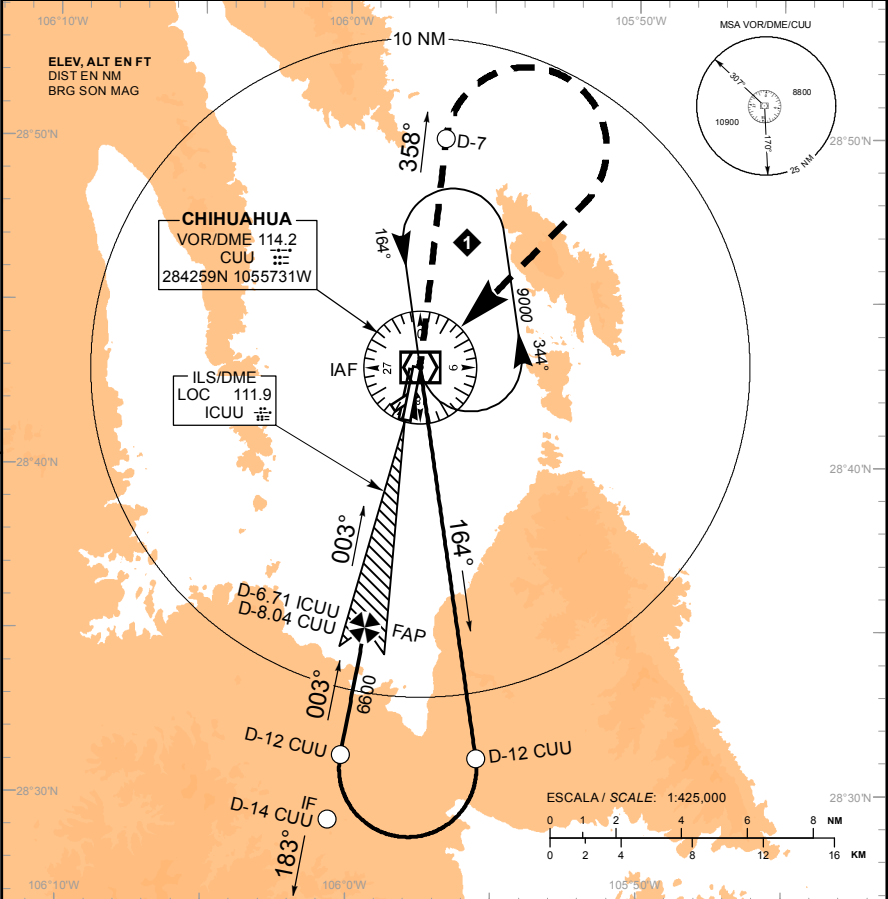 106°10'W
106°0'W
105°50'W
ELEV, ALT EN FT
DIST EN NM
BRG SON MAG
10 NM
MSA VOR/DME/CUU
307°
8800
10900
170°
25 NM
28°50'N
28°50'N
358°
D-7
CHIHUAHUA
VOR/DME 114.2
CUU
284259N 1055731W
164°
1
9000
344°
IAF
0
27
9
ILS/DME
LOC 111.9
ICUU
28°40'N
28°40'N
003°
164°
D-6.71 ICUU
D-8.04 CUU
FAP
003°
6600
D-12 CUU
D-12 CUU
IF
D-14 CUU
183°
28°30'N
28°30'N
ESCALA / SCALE: 1:425,000
0 1 2 4 6 8 NM
0 2 4 8 12 16 KM
106°10'W
106°0'W
105°50'W